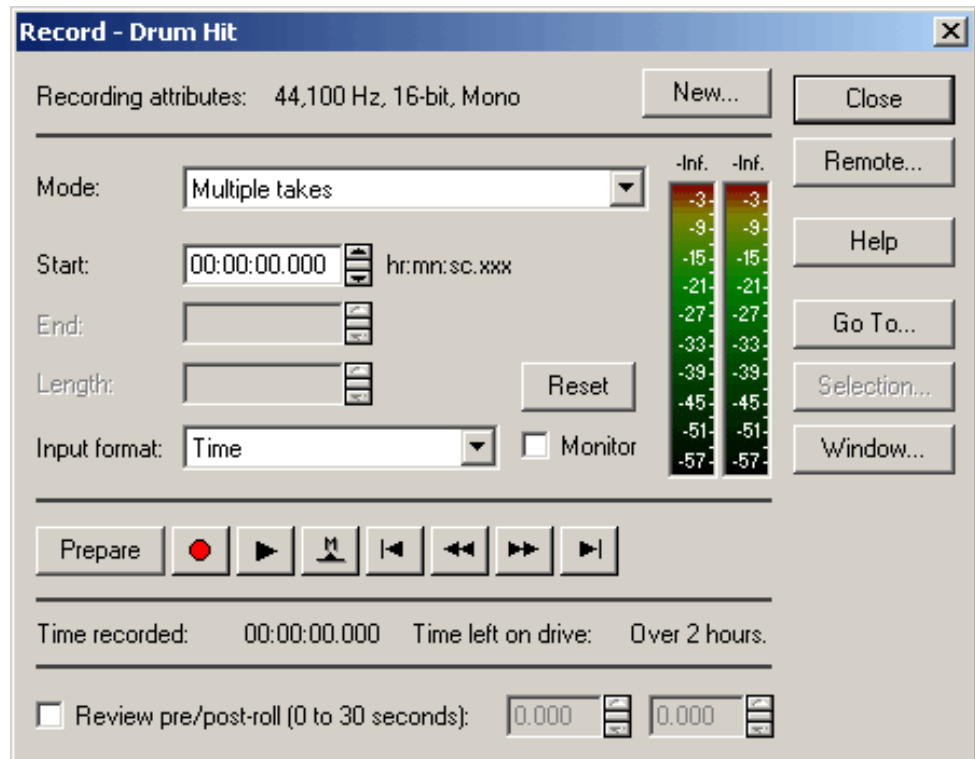 Record - Drum Hit
Recording attributes: 44,100 Hz, 16-bit, Mono
New...
Close
Remote...
Help
Go To...
Selection...
Window...
Mode: Multiple takes
Start: 00:00:00.000 hr:mn:sc.xxx
End:
Length:
Reset
Input format: Time
Monitor
-Inf. -Inf.
-3- -3-
-9- -9-
-15- -15-
-21- -21-
-27- -27-
-33- -33-
-39- -39-
-45- -45-
-51- -51-
-57- -57-
Prepare
M
Time recorded: 00:00:00.000 Time left on drive: Over 2 hours.
Review pre/post-roll (0 to 30 seconds): 0.000 0.000